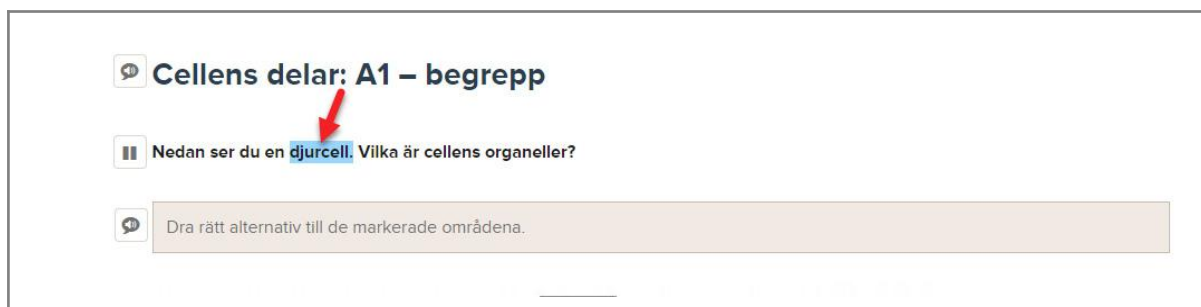 Cellens delar: A1 – begrepp
Nedan ser du en djurcell. Vilka är cellens organeller?
Dra rätt alternativ till de markerade områdena.